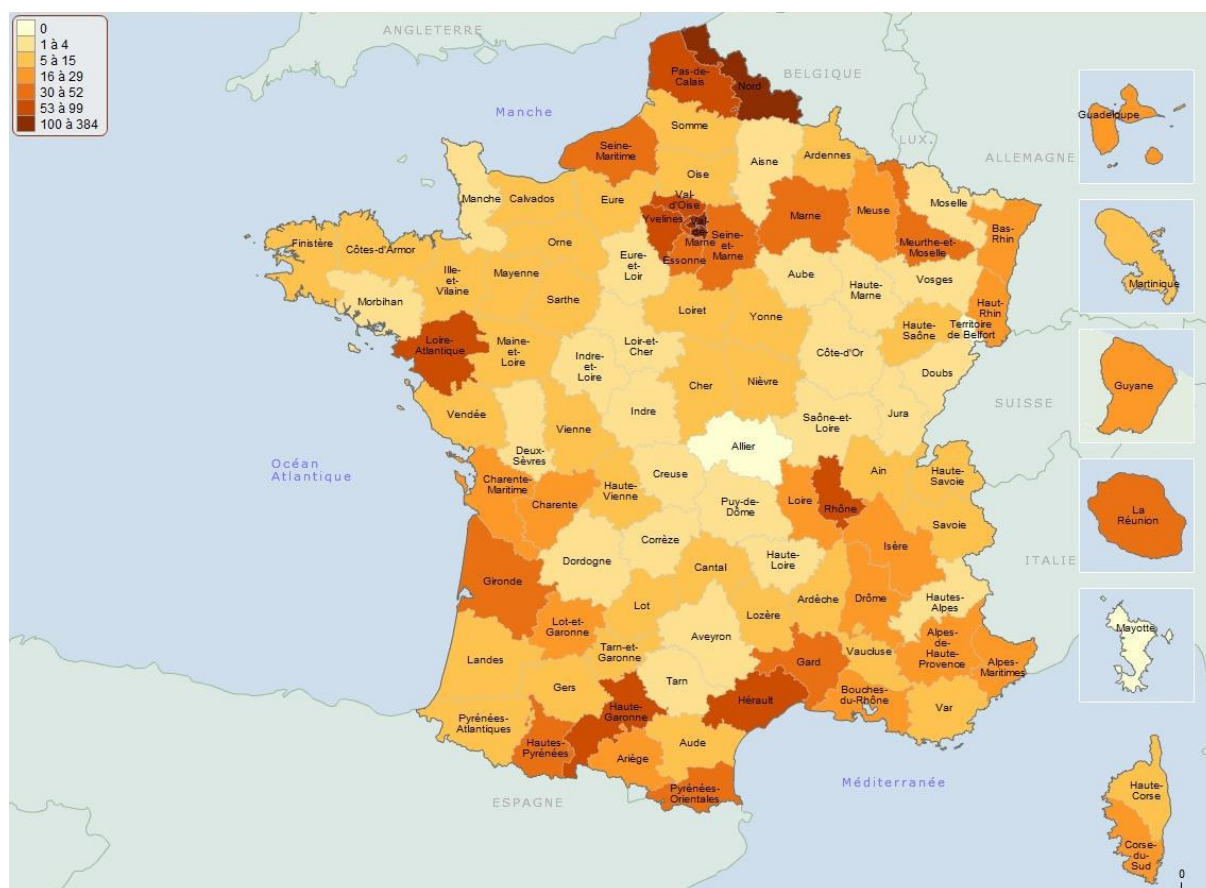 0
1 à 4
5 à 15
16 à 29
30 à 52
53 à 99
100 à 384
ANGLETERRE
BELGIQUE
LUX.
ALLEMAGNE
SUISSE
ITALIE
ESPAGNE
Manche
Océan
Atlantique
Méditerranée
Pas-de-
Calais
Nord
Somme
Seine-
Maritime
Aisne
Ardennes
Oise
Val-
d'Oise
Yvelines
Val-
de-
Marne
Essonne
Seine-
et-
Marne
Marne
Meuse
Moselle
Meurthe-et-
Moselle
Bas-
Rhin
Haut-
Rhin
Vosges
Manche
Calvados
Eure
Orne
Eure-
et-
Loir
Aube
Haute-
Marne
Finistère
Côtes-d'Armor
Ille-
et-
Vilaine
Mayenne
Sarthe
Morbihan
Loiret
Yonne
Haute-
Saône
Territoire
de Belfort
Loire-
Atlantique
Maine-
et-
Loire
Indre-
et-
Loire
Loir-et-
Cher
Cher
Nièvre
Côte-d'Or
Doubs
Vendée
Deux-
Sèvres
Vienne
Indre
Saône-et-
Loire
Jura
Allier
Charente-
Maritime
Charente
Haute-
Vienne
Creuse
Puy-de-
Dôme
Loire
Rhône
Ain
Haute-
Savoie
Savoie
Isère
Gironde
Dordogne
Corrèze
Cantal
Haute-
Loire
Ardèche
Drôme
Hautes-
Alpes
Lot-et-
Garonne
Lot
Aveyron
Lozère
Landes
Tarn-et-
Garonne
Tarn
Gard
Vaucluse
Alpes-
de-
Haute-
Provence
Alpes-
Maritimes
Gers
Haute-
Garonne
Hérault
Bouches-
du-Rhône
Var
Pyrénées-
Atlantiques
Hautes-
Pyrénées
Ariège
Aude
Pyrénées-
Orientales
Guadeloupe
Martinique
Guyane
La
Réunion
Mayotte
Haute-
Corse
Corse-
du-
Sud
0